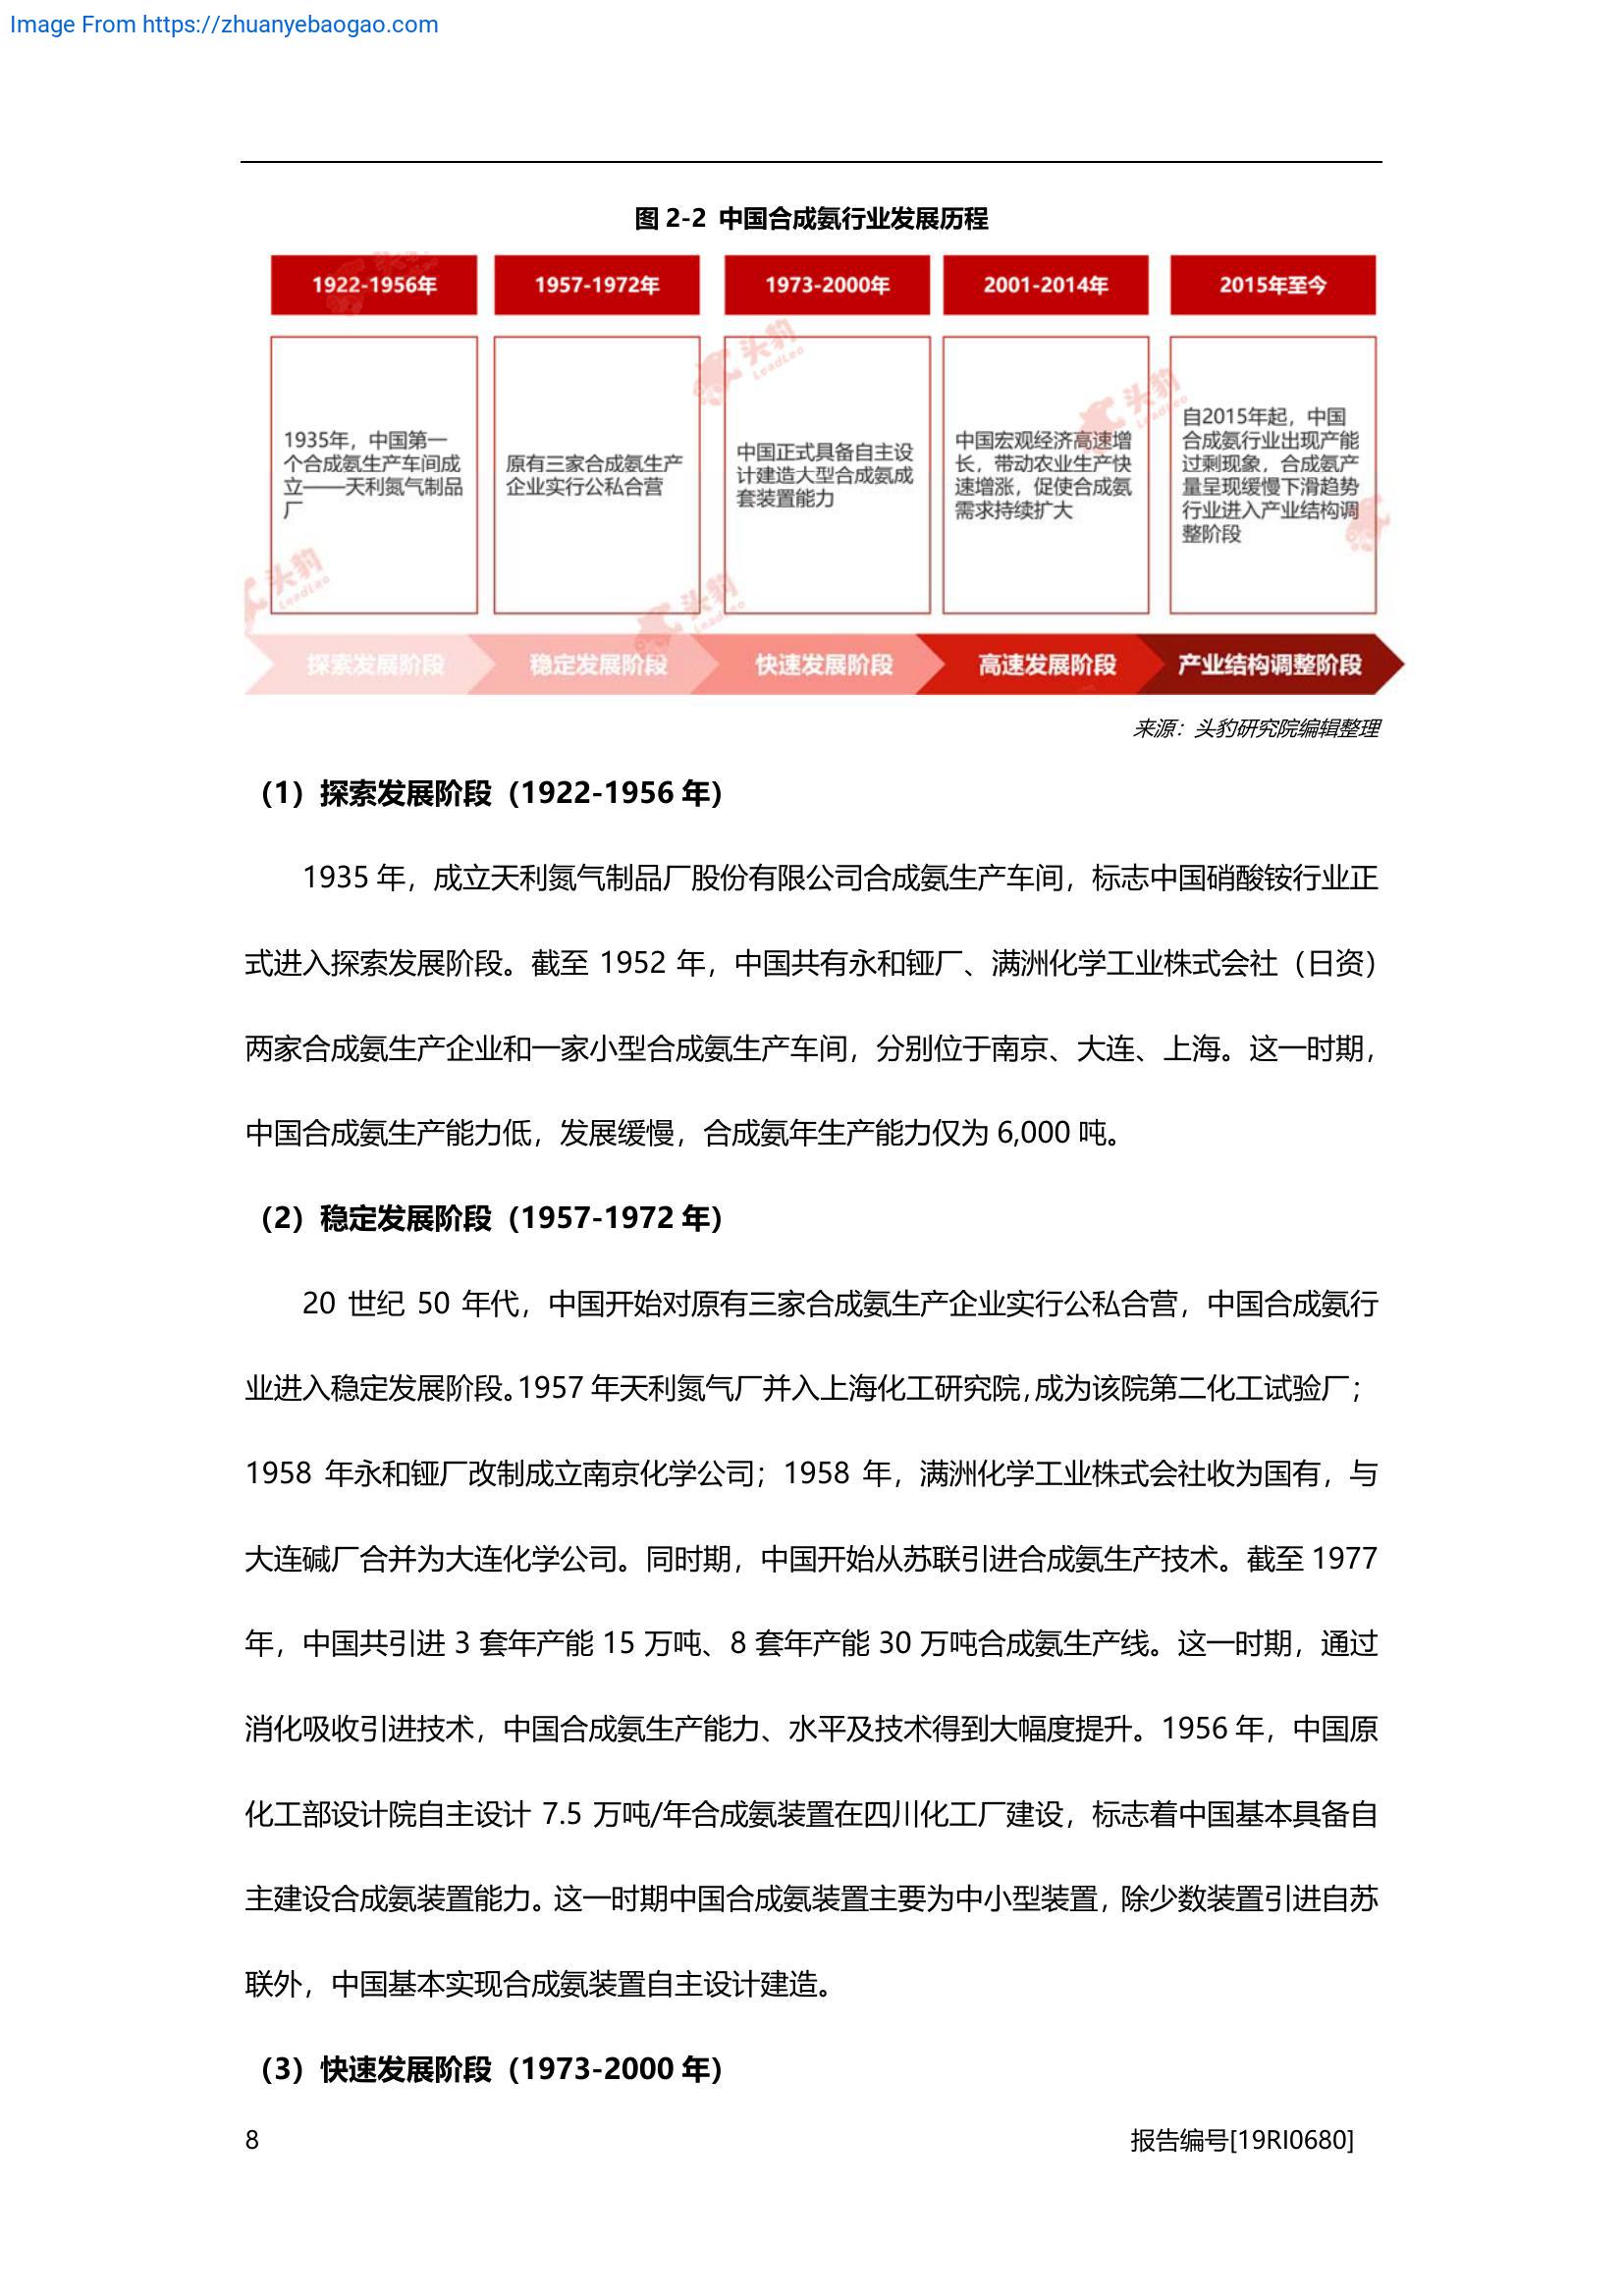 Image From https://zhuanyebaogao.com
图 2-2 中国合成氨行业发展历程
1922-1956年
1957-1972年
1973-2000年
2001-2014年
2015年至今
1935年，中国第一
个合成氨生产车间成
立——天利氮气制品
厂
原有三家合成氨生产
企业实行公私合营
中国正式具备自主设
计建造大型合成氨成
套装置能力
中国宏观经济高速增
长，带动农业生产快
速增涨，促使合成氨
需求持续扩大
自2015年起，中国
合成氨行业出现产能
过剩现象，合成氨产
量呈现缓慢下滑趋势
行业进入产业结构调
整阶段
头豹
LeadLeo
头豹
LeadLeo
头豹
LeadLeo
头豹
LeadLeo
探索发展阶段
稳定发展阶段
快速发展阶段
高速发展阶段
产业结构调整阶段
来源：头豹研究院编辑整理
（1）探索发展阶段（1922-1956 年）
1935 年，成立天利氮气制品厂股份有限公司合成氨生产车间，标志中国硝酸铵行业正
式进入探索发展阶段。截至 1952 年，中国共有永和铔厂、满洲化学工业株式会社（日资）
两家合成氨生产企业和一家小型合成氨生产车间，分别位于南京、大连、上海。这一时期，
中国合成氨生产能力低，发展缓慢，合成氨年生产能力仅为 6,000 吨。
（2）稳定发展阶段（1957-1972 年）
20 世纪 50 年代，中国开始对原有三家合成氨生产企业实行公私合营，中国合成氨行
业进入稳定发展阶段。1957 年天利氮气厂并入上海化工研究院，成为该院第二化工试验厂；
1958 年永和铔厂改制成立南京化学公司；1958 年，满洲化学工业株式会社收为国有，与
大连碱厂合并为大连化学公司。同时期，中国开始从苏联引进合成氨生产技术。截至 1977
年，中国共引进 3 套年产能 15 万吨、8 套年产能 30 万吨合成氨生产线。这一时期，通过
消化吸收引进技术，中国合成氨生产能力、水平及技术得到大幅度提升。1956 年，中国原
化工部设计院自主设计 7.5 万吨/年合成氨装置在四川化工厂建设，标志着中国基本具备自
主建设合成氨装置能力。这一时期中国合成氨装置主要为中小型装置，除少数装置引进自苏
联外，中国基本实现合成氨装置自主设计建造。
（3）快速发展阶段（1973-2000 年）
8
报告编号[19RI0680]